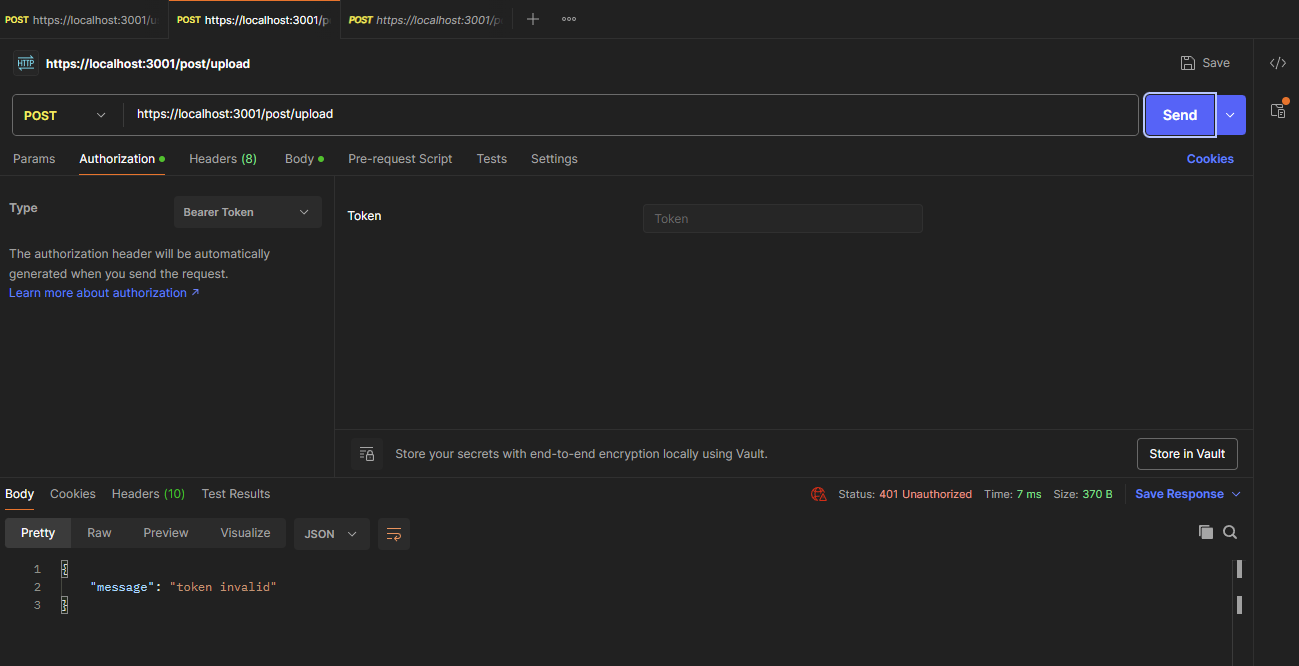 POST https://localhost:3001/u
POST https://localhost:3001/p
POST https://localhost:3001/p
HTTP https://localhost:3001/post/upload
Save
</>
POST https://localhost:3001/post/upload
Send
Params Authorization Headers (8) Body Pre-request Script Tests Settings
Cookies
Type Bearer Token
The authorization header will be automatically
generated when you send the request.
Learn more about authorization ↗
Token Token
Store your secrets with end-to-end encryption locally using Vault.
Store in Vault
Body Cookies Headers (10) Test Results
Status: 401 Unauthorized Time: 7 ms Size: 370 B Save Response
Pretty Raw Preview Visualize JSON
1 {
2 "message": "token invalid"
3 }